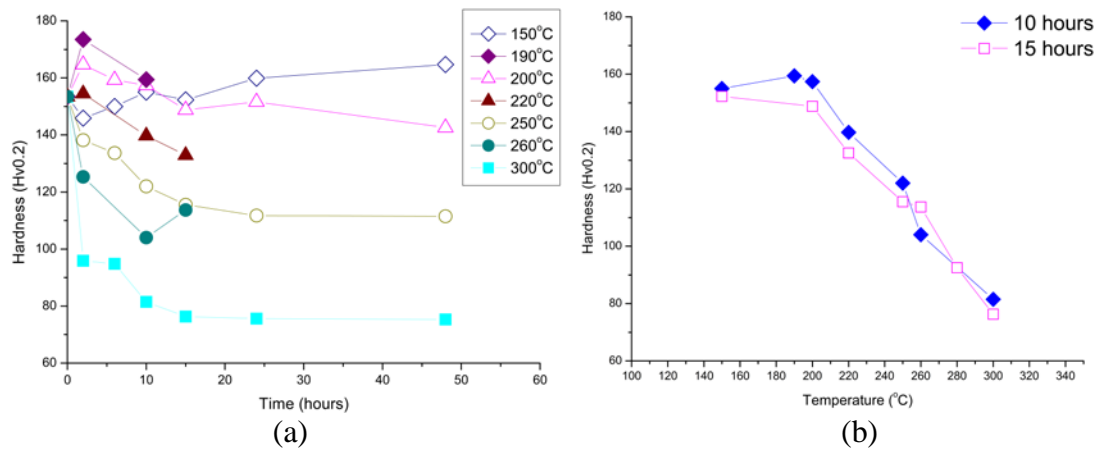 180
160
140
120
100
80
60
Hardness (Hv0.2)
0 10 20 30 40 50 60
Time (hours)
150°C
190°C
200°C
220°C
250°C
260°C
300°C
(a)
180
160
140
120
100
80
60
Hardness (Hv0.2)
100 120 140 160 180 200 220 240 260 280 300 320 340
Temperature (°C)
10 hours
15 hours
(b)